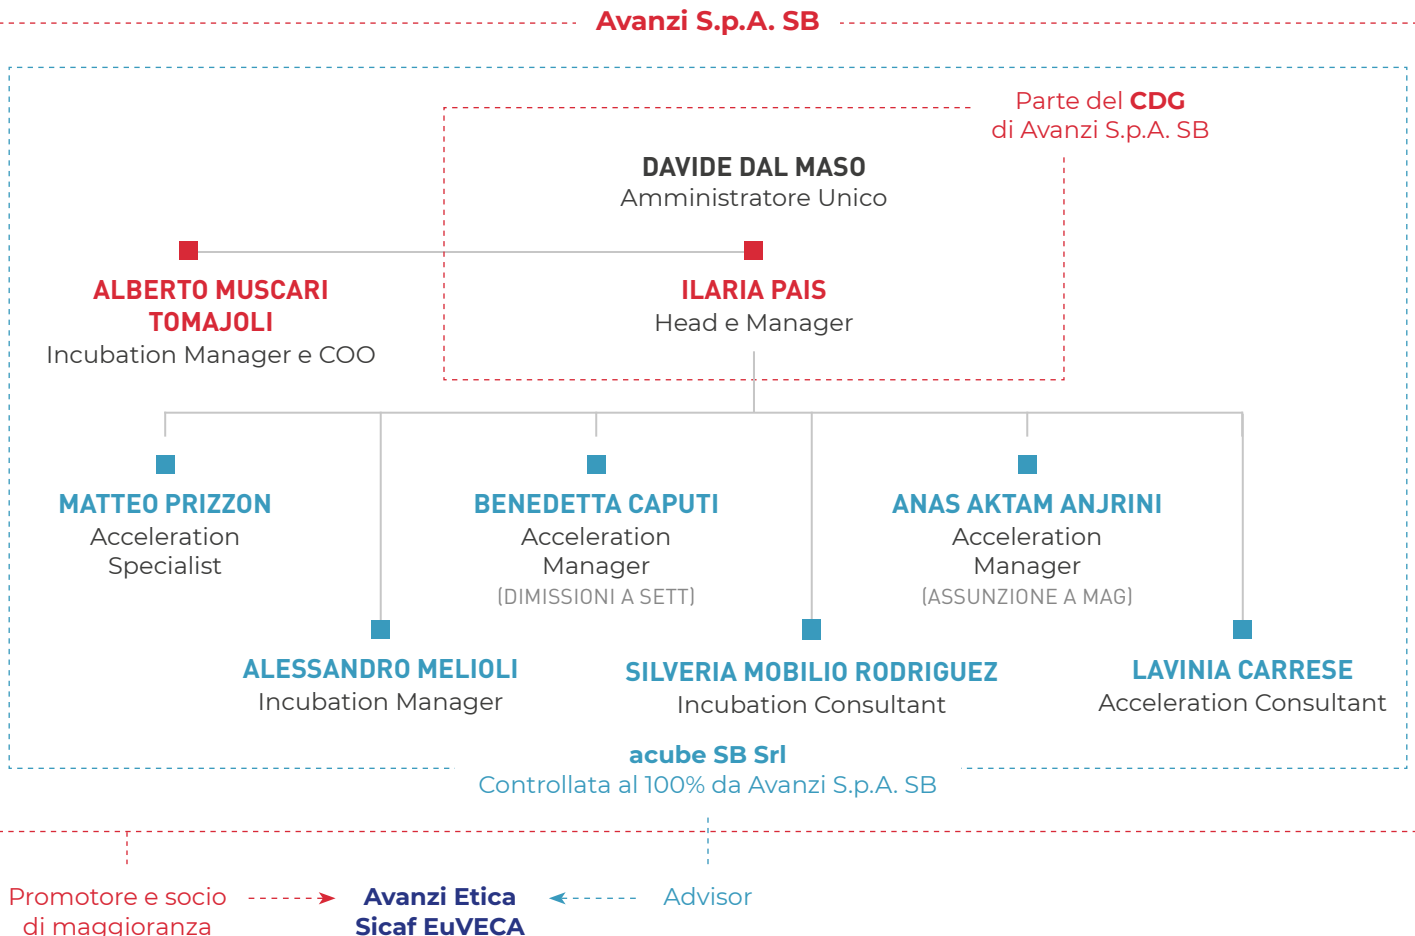 Avanzi S.p.A. SB
Parte del CDG
di Avanzi S.p.A. SB
DAVIDE DAL MASO
Amministratore Unico
ALBERTO MUSCARI
TOMAJOLI
Incubation Manager e COO
ILARIA PAIS
Head e Manager
MATTEO PRIZZON
Acceleration
Specialist
BENEDETTA CAPUTI
Acceleration
Manager
(DIMISSIONI A SETT)
ANAS AKTAM ANJRINI
Acceleration
Manager
(ASSUNZIONE A MAG)
ALESSANDRO MELIOLI
Incubation Manager
SILVERIA MOBILIO RODRIGUEZ
Incubation Consultant
LAVINIA CARRESE
Acceleration Consultant
acube SB Srl
Controllata al 100% da Avanzi S.p.A. SB
Promotore e socio
di maggioranza
Avanzi Etica
Sicaf EuVECA
Advisor